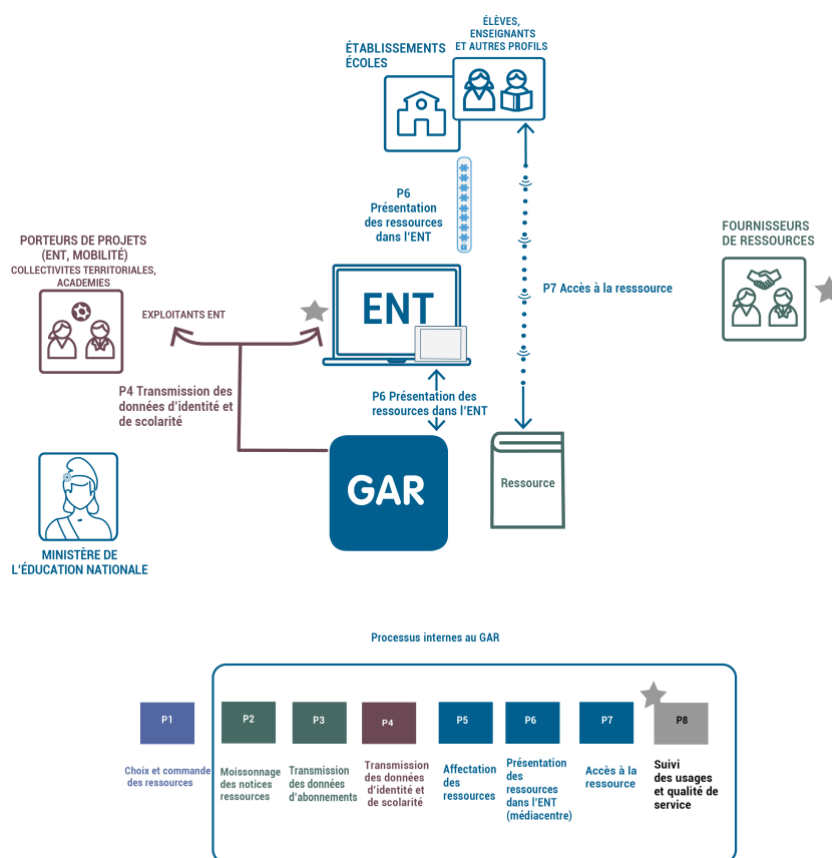 ÉLÈVES,
ENSEIGNANTS
ET AUTRES PROFILS
ÉTABLISSEMENTS
ÉCOLES
P6
Présentation
des ressources
dans l'ENT
PORTEURS DE PROJETS
(ENT, MOBILITÉ)
COLLECTIVITES TERRITORIALES,
ACADEMIES
EXPLOITANTS ENT
ENT
P7 Accès à la resssource
FOURNISSEURS
DE RESSOURCES
P4 Transmission des
données d'identité et
de scolarité
P6 Présentation des
ressources dans l'ENT
GAR
Ressource
MINISTÈRE DE
L'ÉDUCATION NATIONALE
Processus internes au GAR
P1
Choix et commande
des ressources
P2
Moissonnage
des notices
ressources
P3
Transmission
des données
d'abonnements
P4
Transmission
des données
d'identité et
de scolarité
P5
Affectation
des
ressources
P6
Présentation
des
ressources
dans l'ENT
(médiacentre)
P7
Accès à la
ressource
P8
Suivi
des usages
et qualité de
service